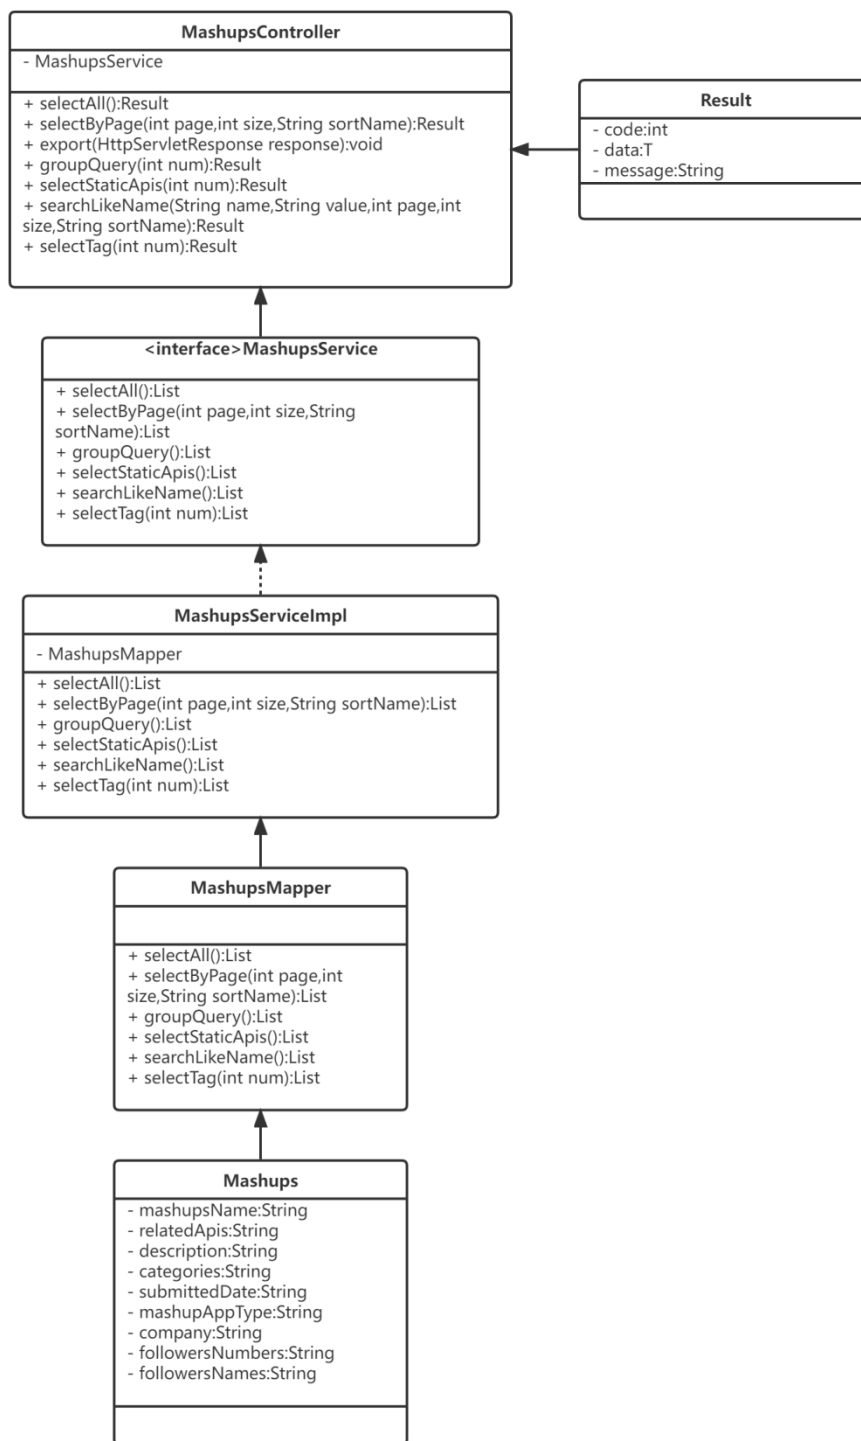 MashupsController
- MashupsService
+ selectAll():Result
+ selectByPage(int page,int size,String sortName):Result
+ export(HttpServletResponse response):void
+ groupQuery(int num):Result
+ selectStaticApis(int num):Result
+ searchLikeName(String name,String value,int page,int
size,String sortName):Result
+ selectTag(int num):Result
Result
- code:int
- data:T
- message:String
<interface>MashupsService
+ selectAll():List
+ selectByPage(int page,int size,String
sortName):List
+ groupQuery():List
+ selectStaticApis():List
+ searchLikeName():List
+ selectTag(int num):List
MashupsServiceImpl
- MashupsMapper
+ selectAll():List
+ selectByPage(int page,int size,String sortName):List
+ groupQuery():List
+ selectStaticApis():List
+ searchLikeName():List
+ selectTag(int num):List
MashupsMapper
+ selectAll():List
+ selectByPage(int page,int
size,String sortName):List
+ groupQuery():List
+ selectStaticApis():List
+ searchLikeName():List
+ selectTag(int num):List
Mashups
- mashupsName:String
- relatedApis:String
- description:String
- categories:String
- submittedDate:String
- mashupAppType:String
- company:String
- followersNumbers:String
- followersNames:String